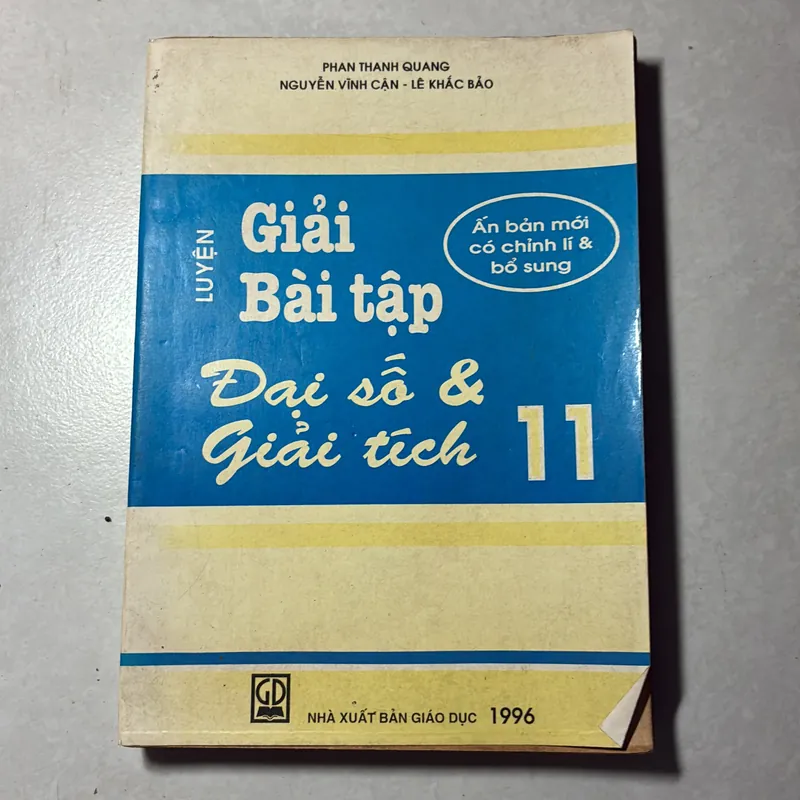 PHAN THANH QUANG
NGUYỄN VĨNH CẬN - LÊ KHẮC BẢO
LUYỆN
Giải
Bài tập
Ấn bản mới
có chỉnh lí &
bổ sung
Đại số &
Giải tích 11
GD
NHÀ XUẤT BẢN GIÁO DỤC 1996